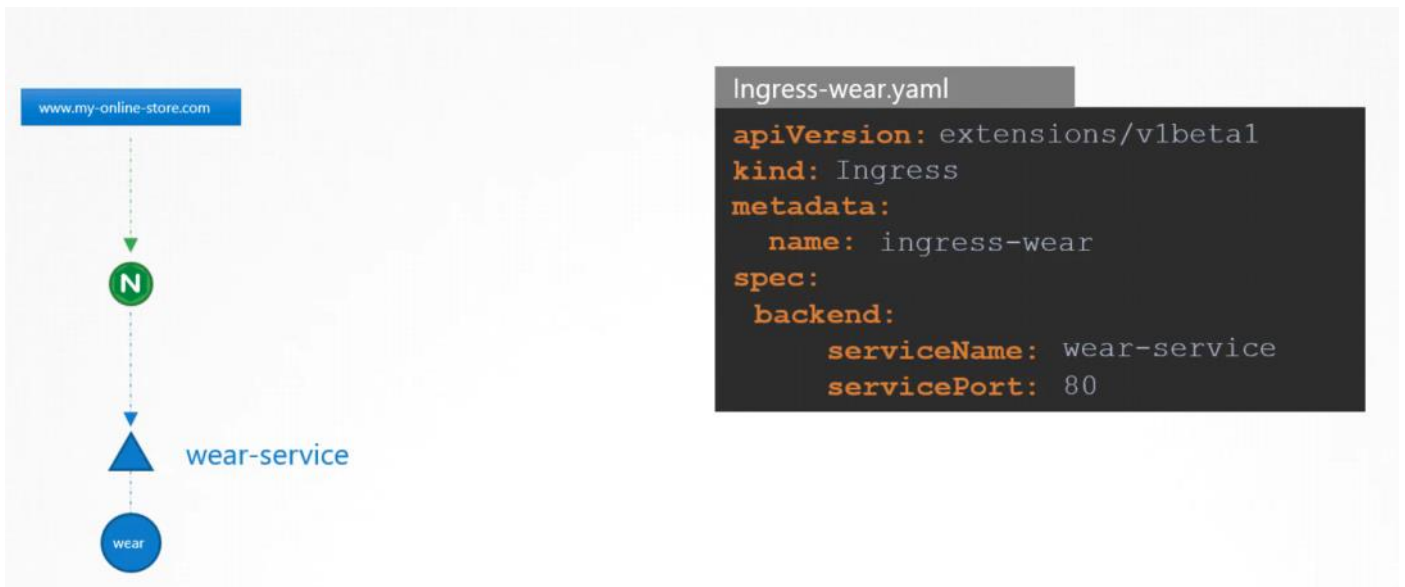 www.my-online-store.com
N
wear-service
wear
Ingress-wear.yaml
apiVersion: extensions/v1beta1
kind: Ingress
metadata:
  name: ingress-wear
spec:
 backend:
     serviceName: wear-service
     servicePort: 80